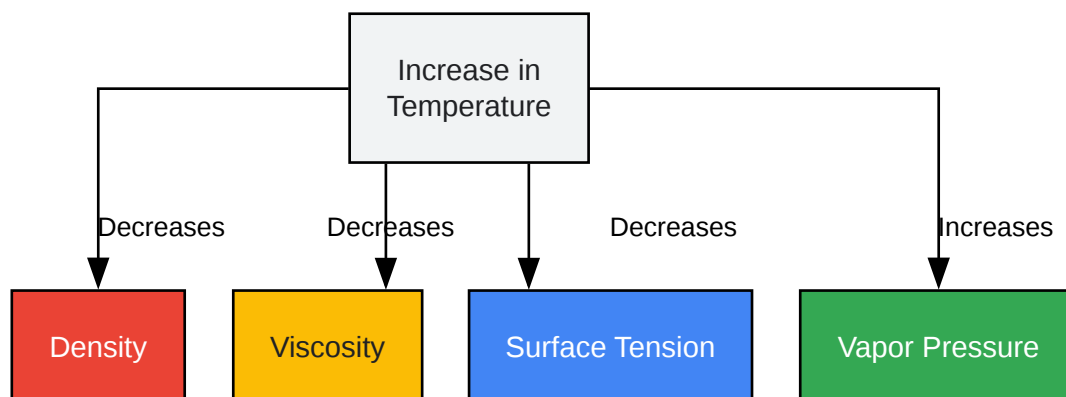 Increase in
Temperature
Decreases
Decreases
Decreases
Increases
Density
Viscosity
Surface Tension
Vapor Pressure